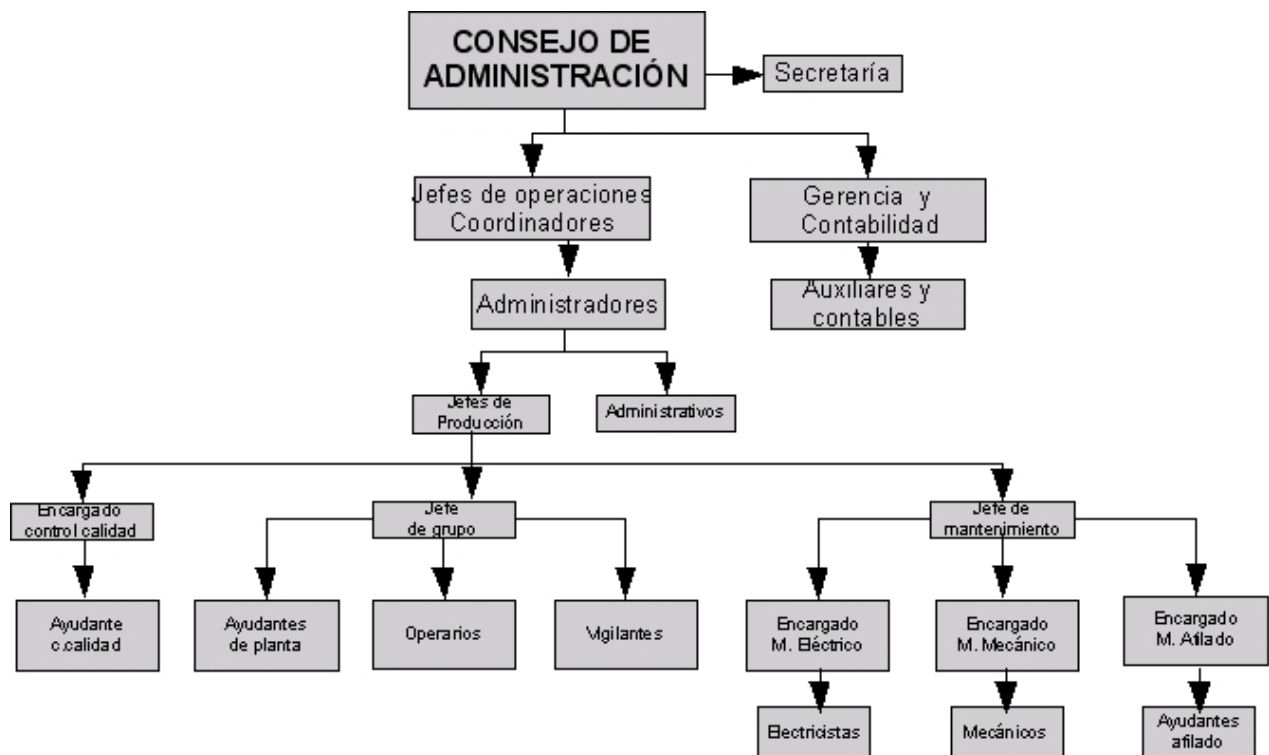 CONSEJO DE
ADMINISTRACIÓN
Secretaría
Jefes de operaciones
Coordinadores
Gerencia y
Contabilidad
Administradores
Auxiliares y
contables
Jefes de
Producción
Administrativos
Encargado
control calidad
Jefe
de grupo
Jefe de
mantenimiento
Ayudante
c.calidad
Ayudantes
de planta
Operarios
Vigilantes
Encargado
M. Eléctrico
Encargado
M. Mecánico
Encargado
M. Afilado
Electricistas
Mecánicos
Ayudantes
afilado